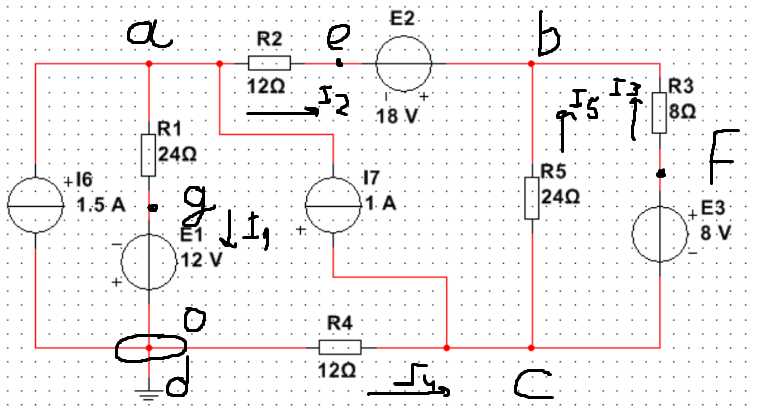 a
R2
12Ω
I2
e
E2
- +
18 V
b
I5
I3
R3
8Ω
F
R1
24Ω
+ I6
1.5 A
g
E1
12 V
-
+
I1
I7
1 A
+
R5
24Ω
+
E3
8 V
-
o
d
R4
12Ω
I4
c